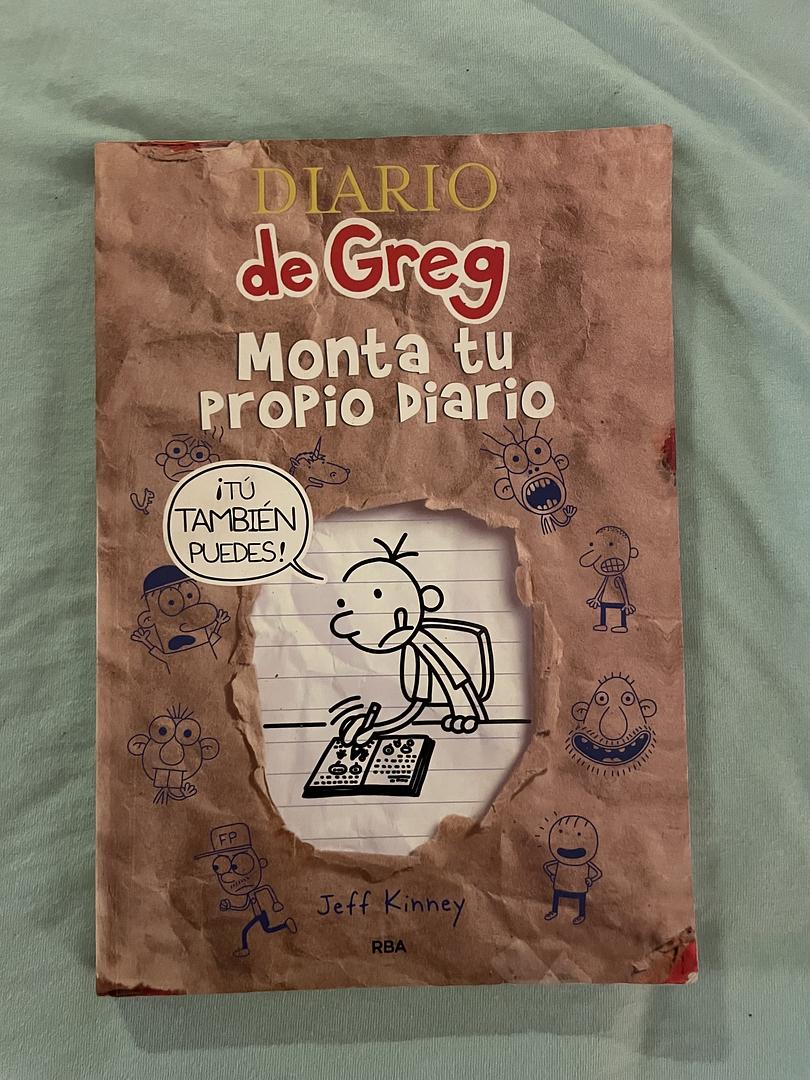 DIARIO
de Greg
Monta tu
propio Diario
¡TÚ
TAMBIÉN
PUEDES!
FP
Jeff Kinney
RBA